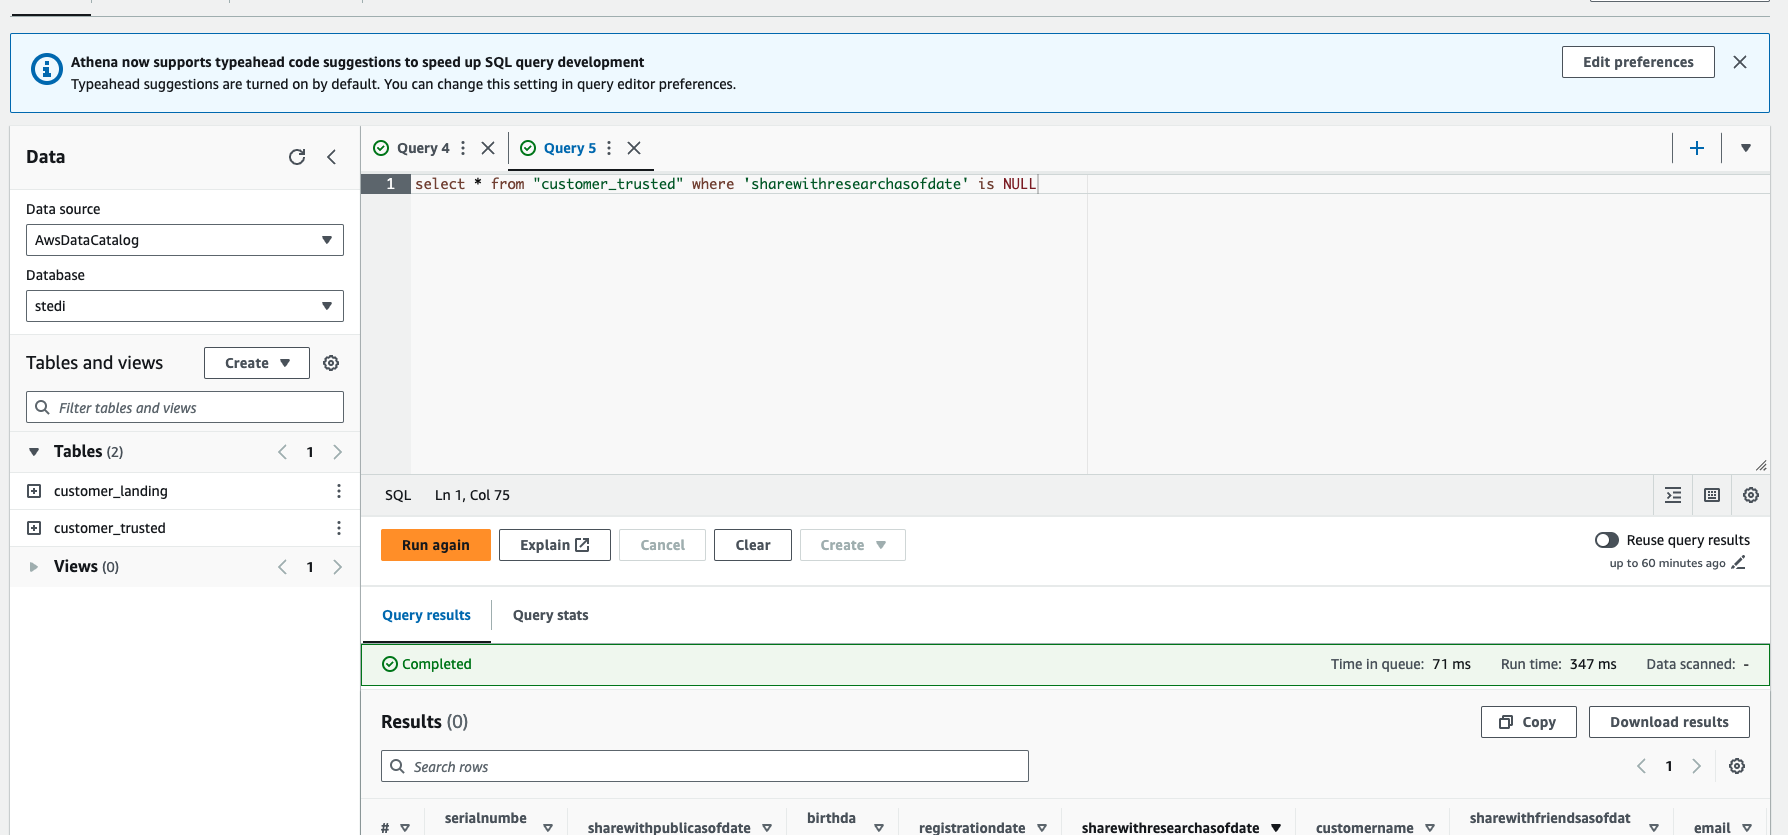 Athena now supports typeahead code suggestions to speed up SQL query development
Typeahead suggestions are turned on by default. You can change this setting in query editor preferences.
Edit preferences
Data
Data source
AwsDataCatalog
Database
stedi
Tables and views
Create
Filter tables and views
Tables (2)
1
customer_landing
customer_trusted
Views (0)
1
Query 4
Query 5
1 select * from "customer_trusted" where 'sharewithresearchasofdate' is NULL
SQL Ln 1, Col 75
Run again
Explain
Cancel
Clear
Create
Reuse query results
up to 60 minutes ago
Query results
Query stats
Completed
Time in queue: 71 ms
Run time: 347 ms
Data scanned: -
Results (0)
Copy
Download results
Search rows
1
#
serialnumbe
sharewithpublicasofdate
birthda
registrationdate
sharewithresearchasofdate
customername
sharewithfriendsasofdat
email